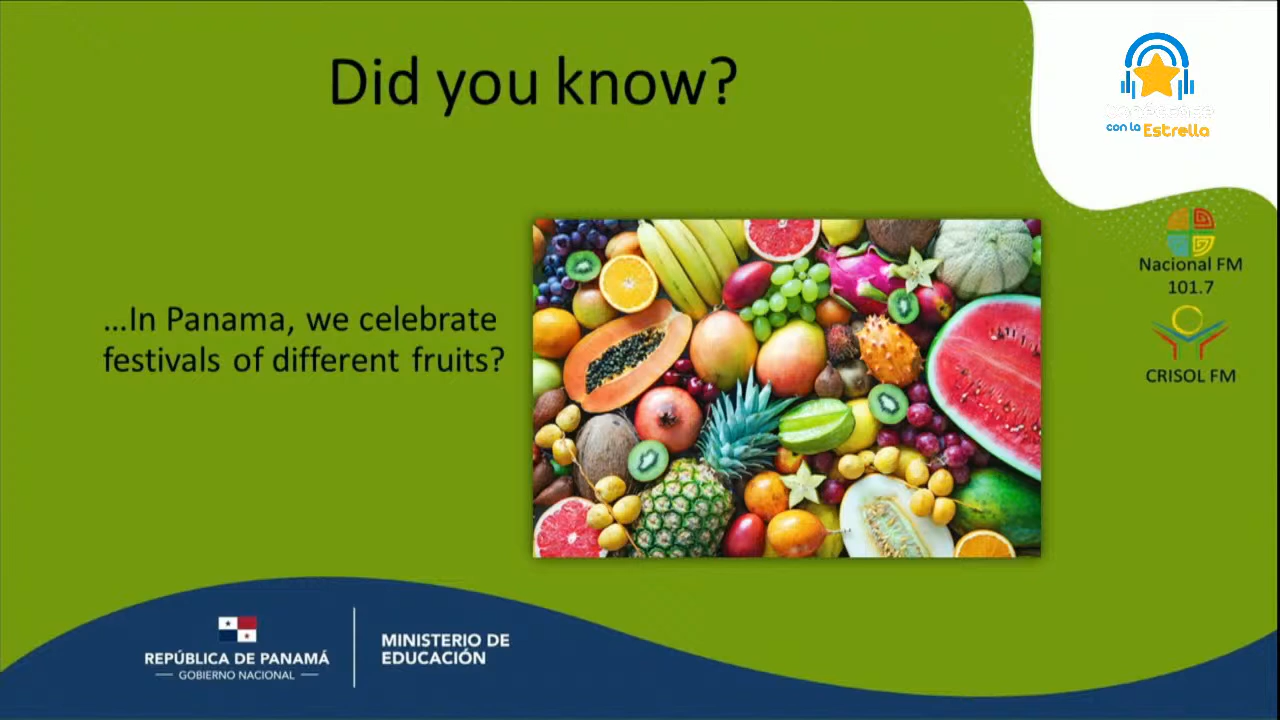 Did you know?
conéctate
con la Estrella
Nacional FM
101.7
CRISOL FM
...In Panama, we celebrate
festivals of different fruits?
REPÚBLICA DE PANAMÁ
GOBIERNO NACIONAL
MINISTERIO DE
EDUCACIÓN